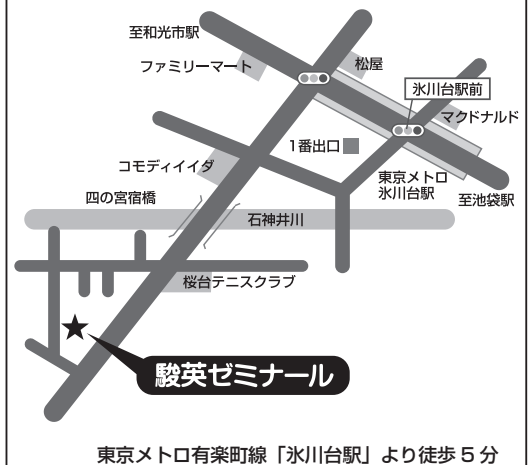 至和光市駅
ファミリーマート
松屋
氷川台駅前
マクドナルド
1番出口
コモディイイダ
東京メトロ
氷川台駅
至池袋駅
四の宮宿橋
石神井川
桜台テニスクラブ
駿英ゼミナール
東京メトロ有楽町線「氷川台駅」より徒歩5分